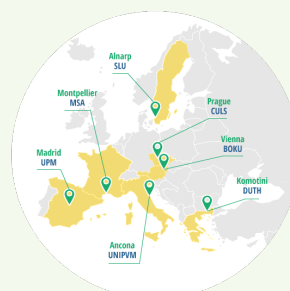 Alnarp
SLU
Montpellier
MSA
Prague
CULS
Vienna
BOKU
Madrid
UPM
Komotini
DUTH
Ancona
UNIPVM